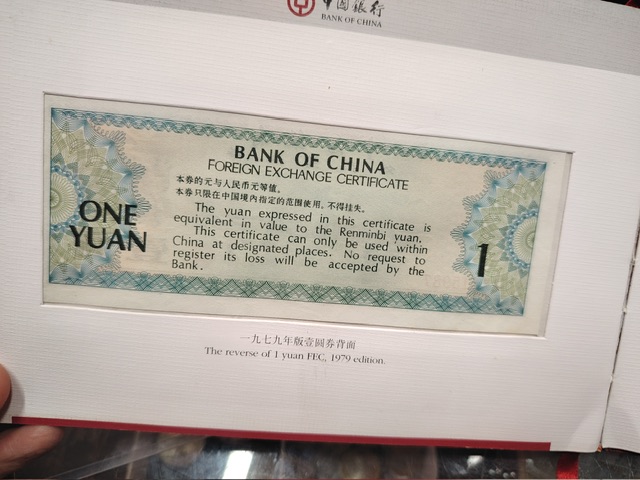 中国银行
BANK OF CHINA
BANK OF CHINA
FOREIGN EXCHANGE CERTIFICATE
本券的元与人民币元等值。
本券只限在中国境内指定的范围使用,不得挂失。
The yuan expressed in this certificate is
equivalent in value to the Renminbi yuan.
This certificate can only be used within
China at designated places. No request to
register its loss will be accepted by the
Bank.
ONE
YUAN
1
一九七九年版壹圆券背面
The reverse of 1 yuan FEC, 1979 edition.